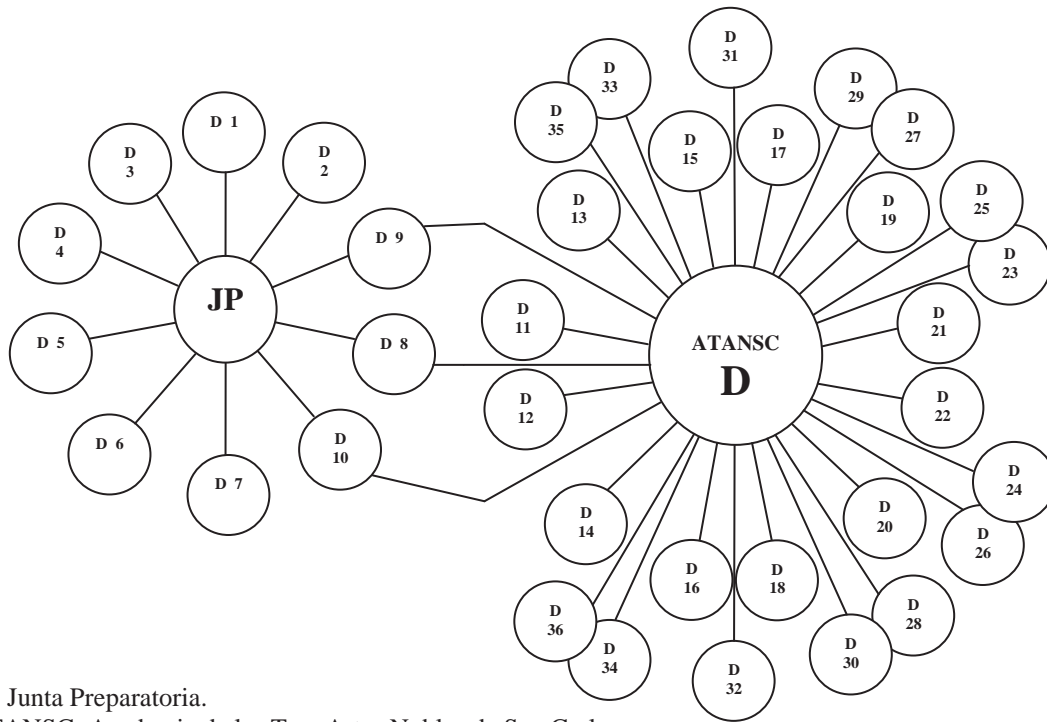 D 1
D
2
D
3
D
4
D 5
D 6
D 7
D 8
D 9
D
10
JP
D
11
D
12
D
13
D
14
D
15
D
16
D
17
D
18
D
19
D
20
D
21
D
22
D
23
D
24
D
25
D
26
D
27
D
28
D
29
D
30
D
31
D
32
D
33
D
34
D
35
D
36
ATANSC
D
Junta Preparatoria.